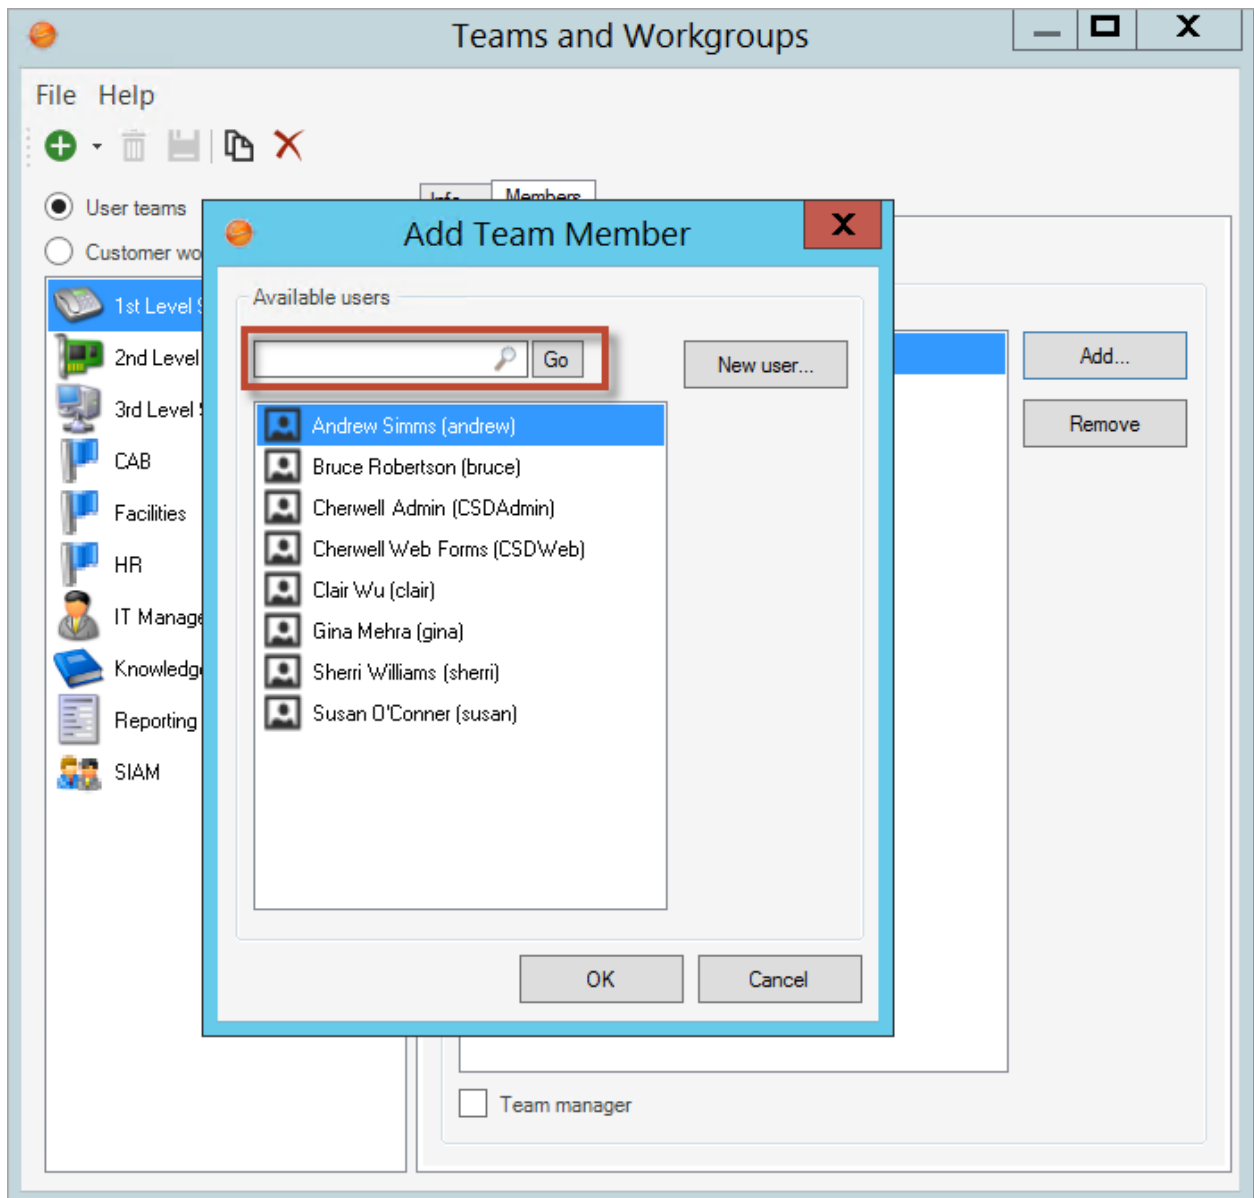 Teams and Workgroups
File Help
User teams
Customer wo
Info
Members
1st Level
2nd Level
3rd Level
CAB
Facilities
HR
IT Manage
Knowledg
Reporting
SIAM
Add Team Member
X
Available users
Go
New user...
Andrew Simms (andrew)
Bruce Robertson (bruce)
Cherwell Admin (CSDAdmin)
Cherwell Web Forms (CSDWeb)
Clair Wu (clair)
Gina Mehra (gina)
Sherri Williams (sherri)
Susan O'Conner (susan)
OK
Cancel
Add...
Remove
Team manager